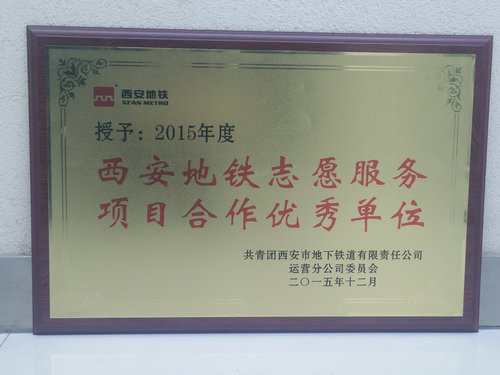 西安地铁
XI'AN METRO
授予：2015年度
西安地铁志愿服务
项目合作优秀单位
共青团西安市地下铁道有限责任公司
运营分公司委员会
二〇一五年十二月